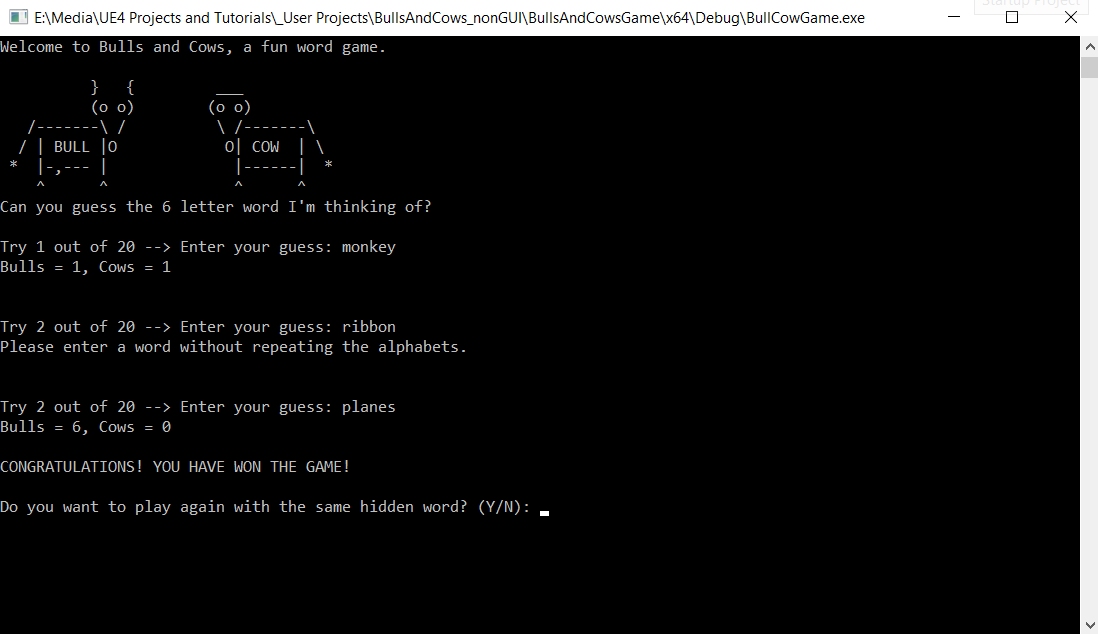 E:\Media\UE4 Projects and Tutorials\_User Projects\BullsAndCows_nonGUI\BullsAndCowsGame\x64\Debug\BullCowGame.exe
Startup Project
Welcome to Bulls and Cows, a fun word game.
          }   {         ___
          (o o)        (o o)
   /-------\ /          \ /-------\
  / | BULL |O            O| COW  | \
 *  |-,--- |              |------|  *
    ^      ^              ^      ^
Can you guess the 6 letter word I'm thinking of?
Try 1 out of 20 --> Enter your guess: monkey
Bulls = 1, Cows = 1
Try 2 out of 20 --> Enter your guess: ribbon
Please enter a word without repeating the alphabets.
Try 2 out of 20 --> Enter your guess: planes
Bulls = 6, Cows = 0
CONGRATULATIONS! YOU HAVE WON THE GAME!
Do you want to play again with the same hidden word? (Y/N):